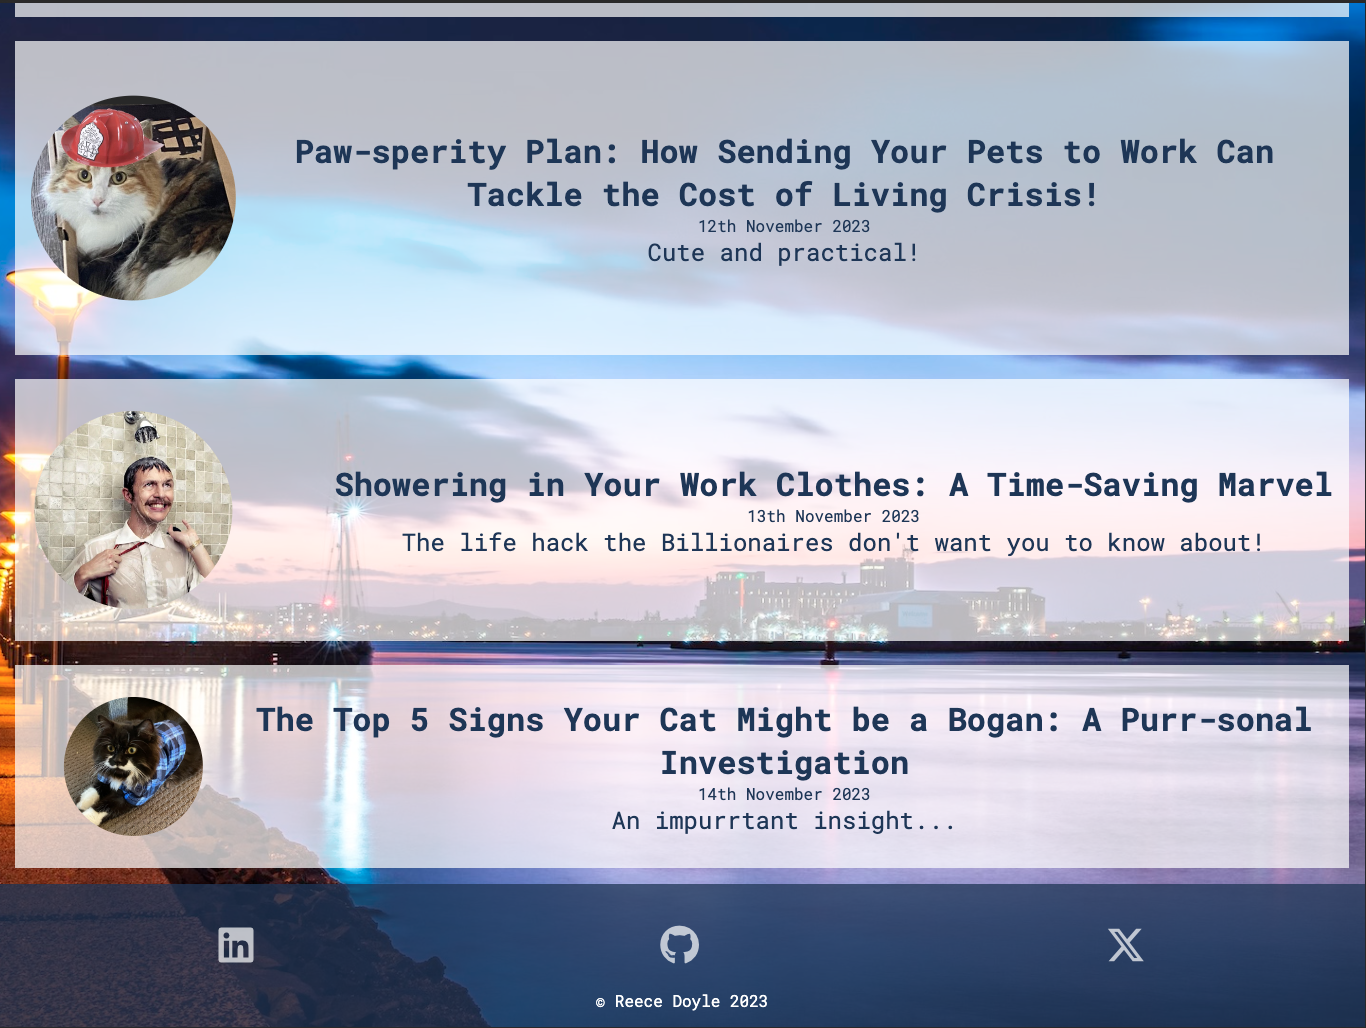 Paw-sperity Plan: How Sending Your Pets to Work Can
Tackle the Cost of Living Crisis!
12th November 2023
Cute and practical!
Showering in Your Work Clothes: A Time-Saving Marvel
13th November 2023
The life hack the Billionaires don't want you to know about!
The Top 5 Signs Your Cat Might be a Bogan: A Purr-sonal
Investigation
14th November 2023
An impurrtant insight...
in
© Reece Doyle 2023